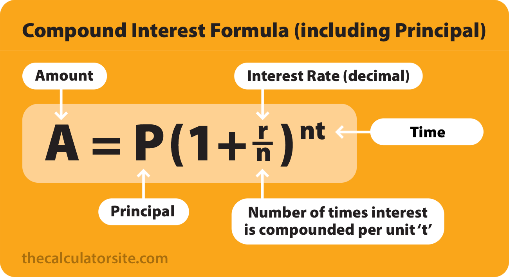 Compound Interest Formula (including Principal)
Amount
Interest Rate (decimal)
A = P(1+r/n)^nt
Time
Principal
Number of times interest
is compounded per unit ‘t’
thecalculatorsite.com